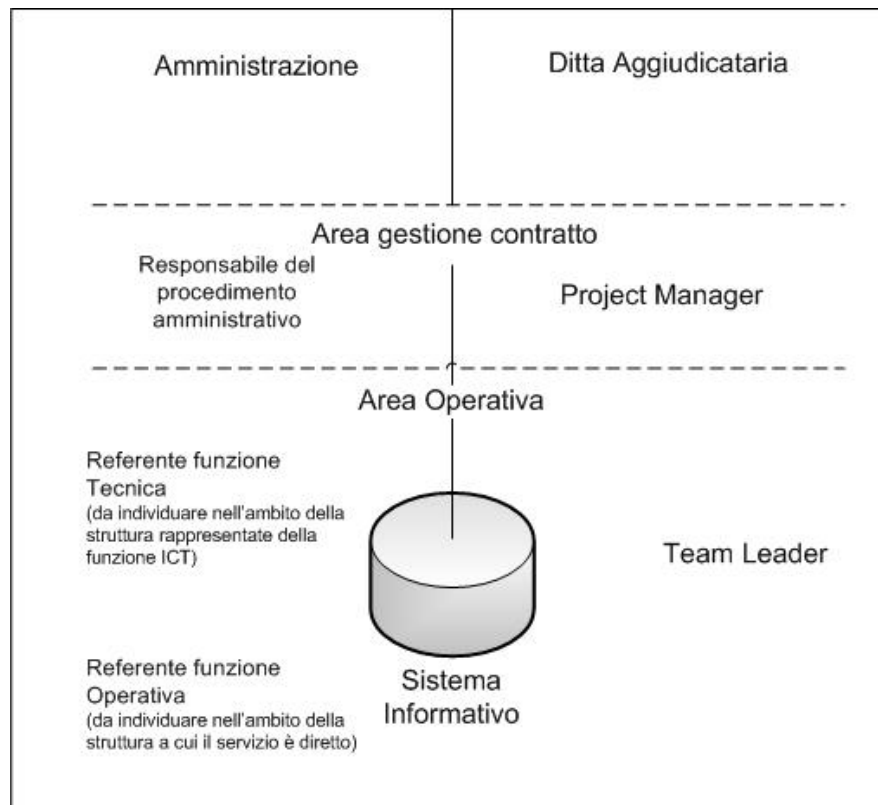 Amministrazione
Ditta Aggiudicataria
Area gestione contratto
Responsabile del
procedimento
amministrativo
Project Manager
Area Operativa
Referente funzione
Tecnica
(da individuare nell'ambito della
struttura rappresentate della
funzione ICT)
Team Leader
Referente funzione
Operativa
(da individuare nell'ambito della
struttura a cui il servizio è diretto)
Sistema
Informativo